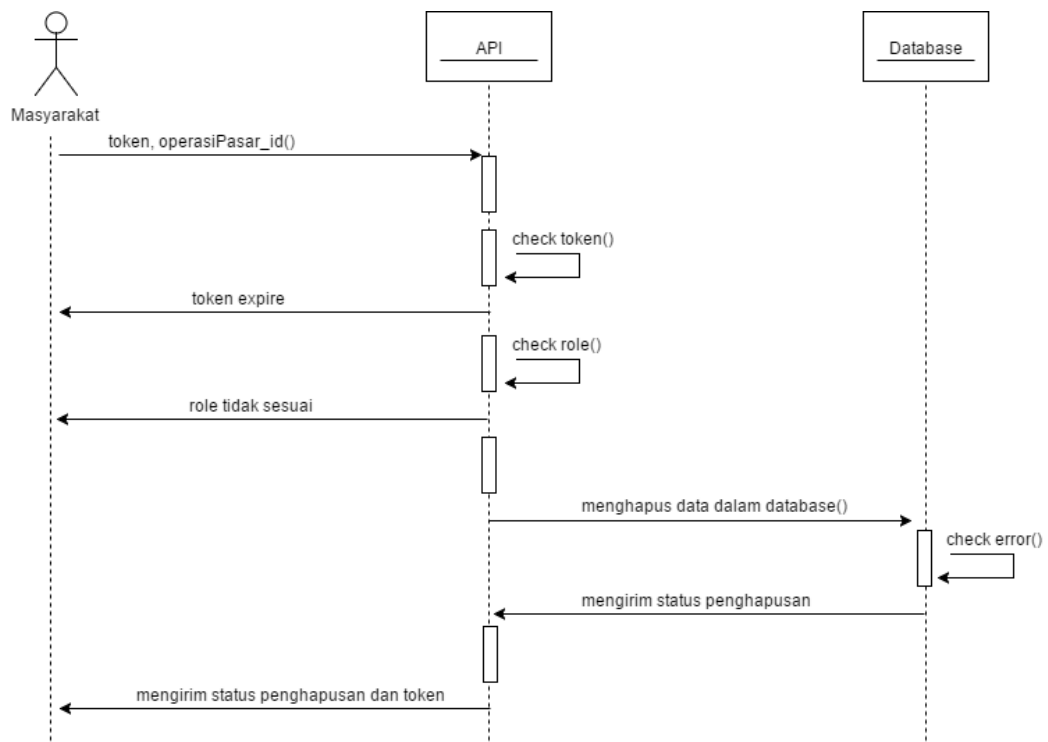 API
Database
Masyarakat
token, operasiPasar_id()
check token()
token expire
check role()
role tidak sesuai
menghapus data dalam database()
check error()
mengirim status penghapusan
mengirim status penghapusan dan token